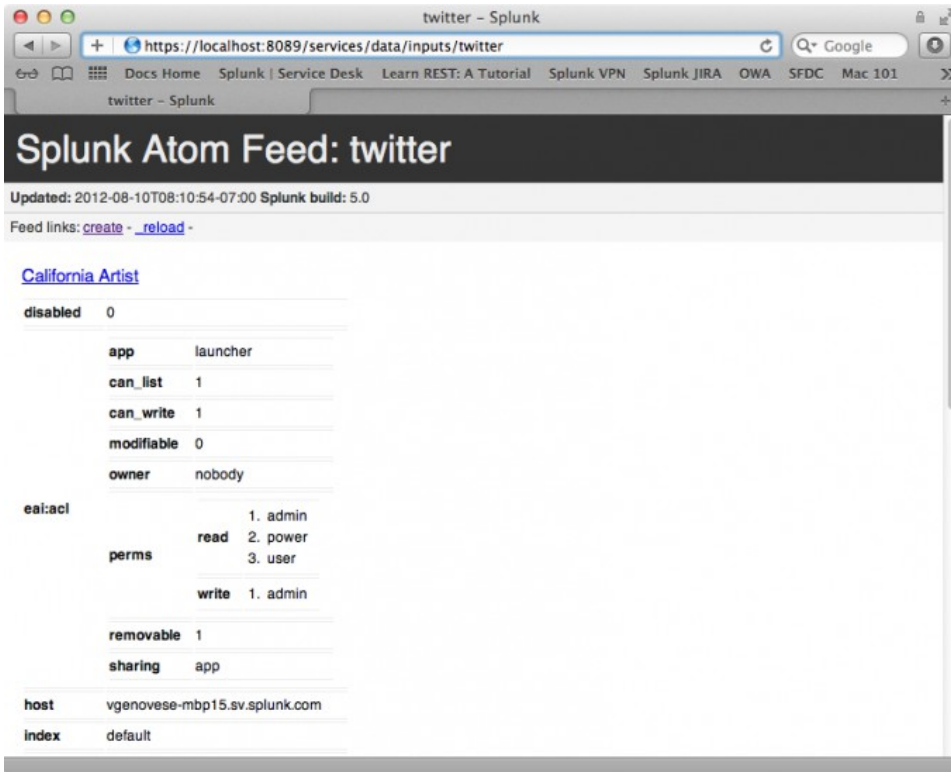 twitter – Splunk
https://localhost:8089/services/data/inputs/twitter
Google
Docs Home Splunk | Service Desk Learn REST: A Tutorial Splunk VPN Splunk JIRA OWA SFDC Mac 101
twitter – Splunk
Splunk Atom Feed: twitter
Updated: 2012-08-10T08:10:54-07:00 Splunk build: 5.0
Feed links: create - _reload -
California Artist
disabled 0
app launcher
can_list 1
can_write 1
modifiable 0
owner nobody
eai:acl
perms
read
1. admin
2. power
3. user
write 1. admin
removable 1
sharing app
host vgenovese-mbp15.sv.splunk.com
index default